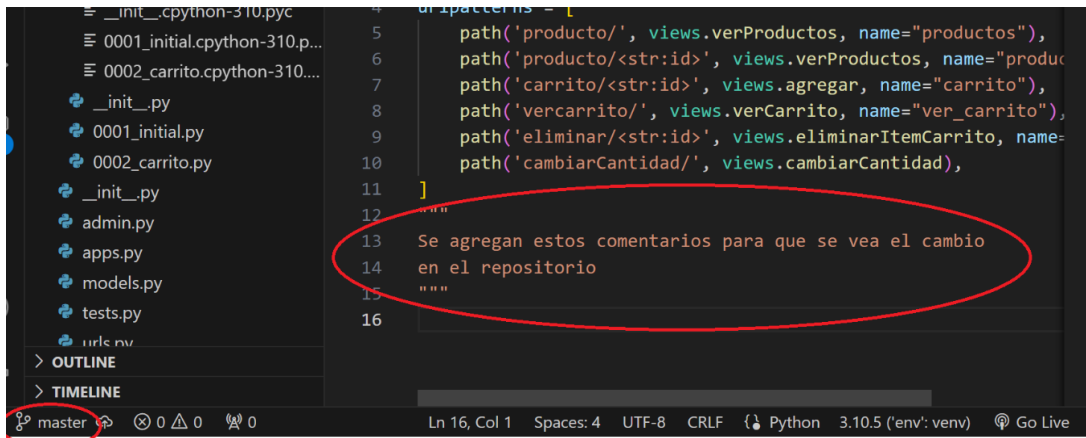 __init__.cpython-310.pyc
0001_initial.cpython-310.p...
0002_carrito.cpython-310....
__init__.py
0001_initial.py
0002_carrito.py
__init__.py
admin.py
apps.py
models.py
tests.py
urls.py
> OUTLINE
> TIMELINE
4 urlpatterns = [
5 path('producto/', views.verProductos, name="productos"),
6 path('producto/<str:id>', views.verProductos, name="produc
7 path('carrito/<str:id>', views.agregar, name="carrito"),
8 path('vercarrito/', views.verCarrito, name="ver_carrito"),
9 path('eliminar/<str:id>', views.eliminarItemCarrito, name=
10 path('cambiarCantidad/', views.cambiarCantidad),
11 ]
12 """
13 Se agregan estos comentarios para que se vea el cambio
14 en el repositorio
15 """
16
master 0 0 0 Ln 16, Col 1 Spaces: 4 UTF-8 CRLF Python 3.10.5 ('env': venv) Go Live